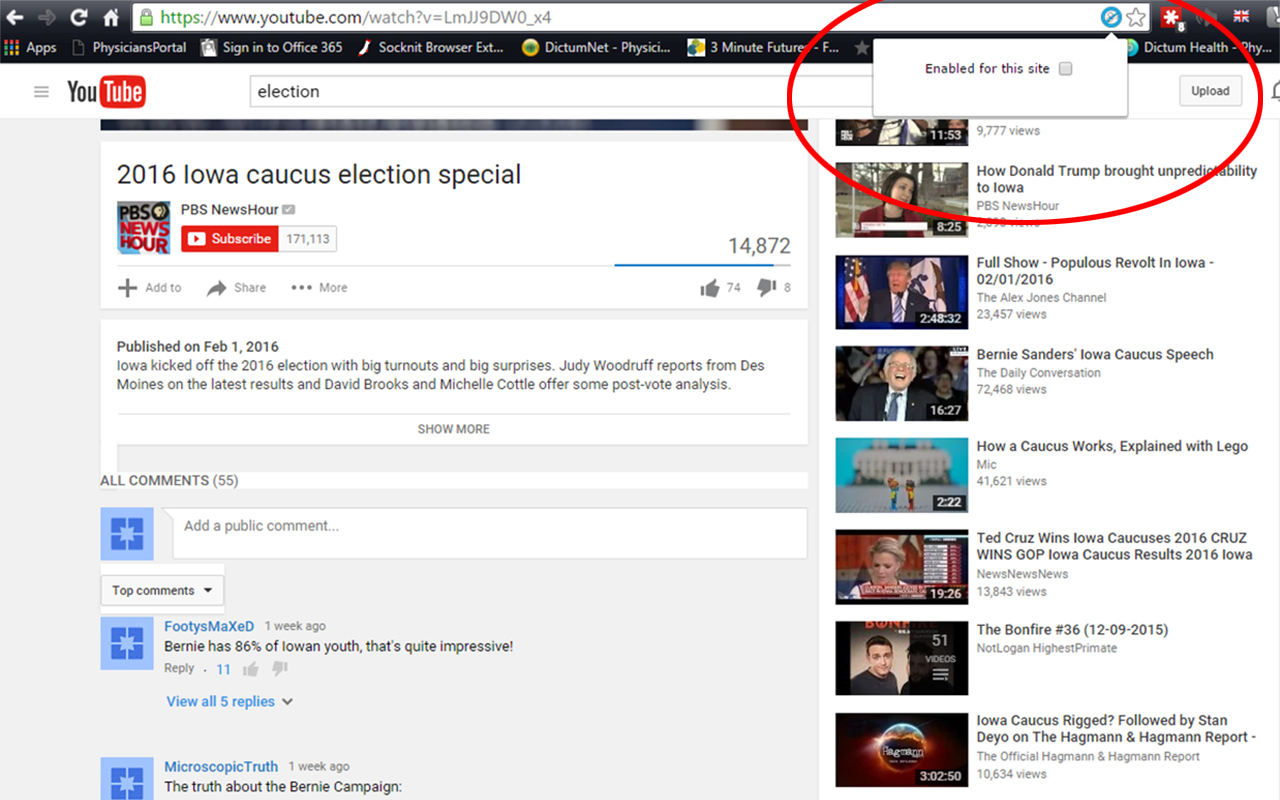 https://www.youtube.com/watch?v=LmJJ9DW0_x4
Apps PhysiciansPortal Sign in to Office 365 Socknit Browser Ext... DictumNet - Physici... 3 Minute Future - F... Dictum Health - Phy...
8
Enabled for this site
YouTube
election
Upload
2016 Iowa caucus election special
PBS NEWS HOUR
PBS NewsHour
Subscribe 171,113
14,872
Add to Share More 74 8
Published on Feb 1, 2016
Iowa kicked off the 2016 election with big turnouts and big surprises. Judy Woodruff reports from Des
Moines on the latest results and David Brooks and Michelle Cottle offer some post-vote analysis.
SHOW MORE
ALL COMMENTS (55)
Add a public comment...
Top comments
FootysMaXeD 1 week ago
Bernie has 86% of Iowan youth, that's quite impressive!
Reply . 11
View all 5 replies
MicroscopicTruth 1 week ago
The truth about the Bernie Campaign:
11:53
9,777 views
8:25
How Donald Trump brought unpredictability
to Iowa
PBS NewsHour
2:48:32
Full Show - Populous Revolt In Iowa -
02/01/2016
The Alex Jones Channel
23,457 views
16:27
Bernie Sanders' Iowa Caucus Speech
The Daily Conversation
72,468 views
2:22
How a Caucus Works, Explained with Lego
Mic
41,621 views
19:26
Ted Cruz Wins Iowa Caucuses 2016 CRUZ
WINS GOP Iowa Caucus Results 2016 Iowa
NewsNewsNews
13,843 views
BONFIRE
51
VIDEOS
The Bonfire #36 (12-09-2015)
NotLogan HighestPrimate
Hagmann
3:02:50
Iowa Caucus Rigged? Followed by Stan
Deyo on The Hagmann & Hagmann Report -
The Official Hagmann & Hagmann Report
10,634 views